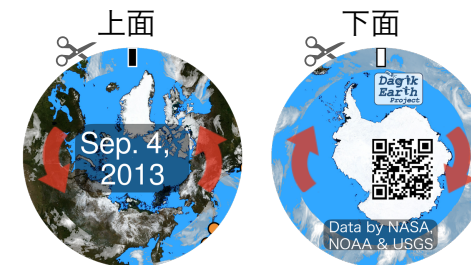 上面
下面
Sep. 4,
2013
Dagik
Earth
Project
Data by NASA,
NOAA & USGS